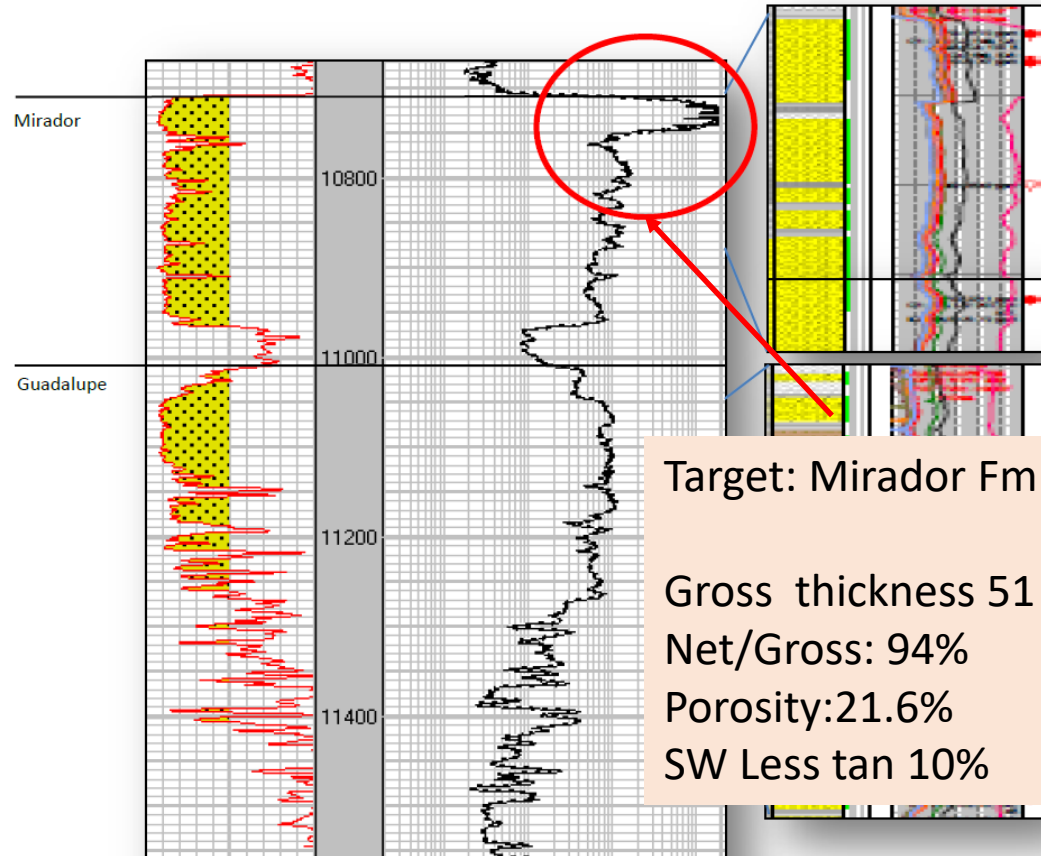 Mirador
10800
11000
Guadalupe
11200
11400
Target: Mirador Fm
Gross thickness 51
Net/Gross: 94%
Porosity:21.6%
SW Less tan 10%